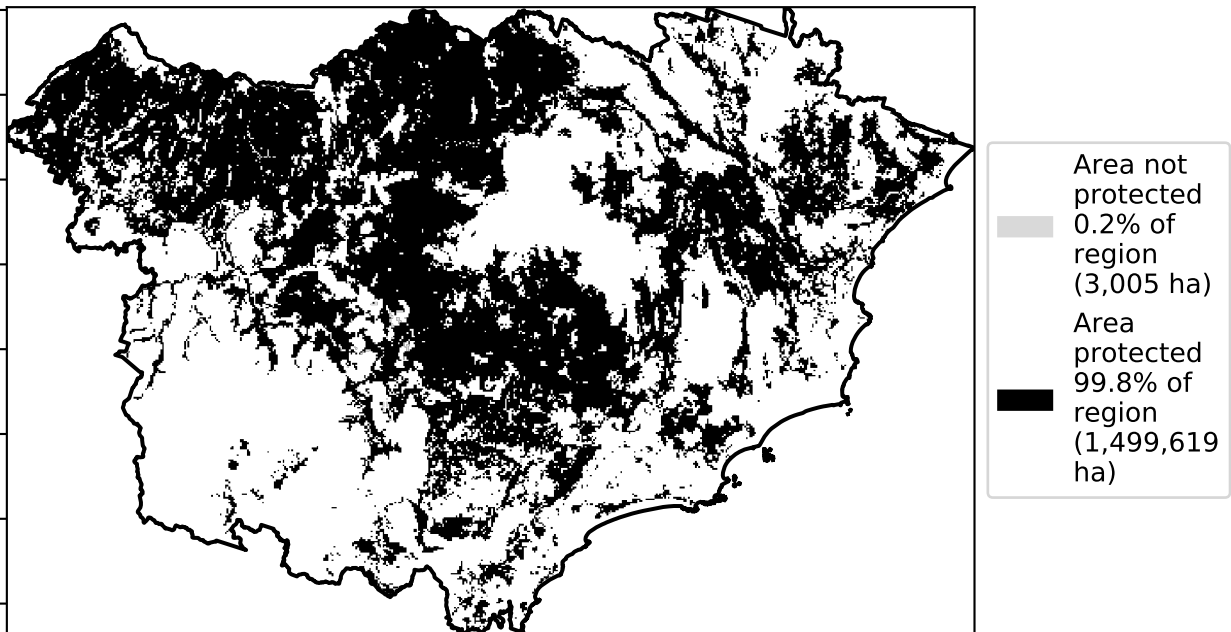 Area not
protected
0.2% of
region
(3,005 ha)
Area
protected
99.8% of
region
(1,499,619
ha)